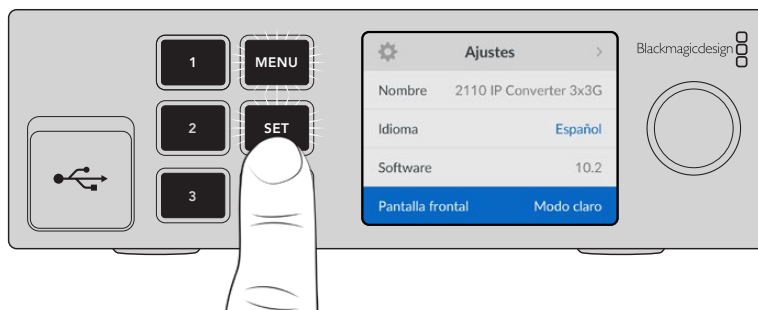 1
MENU
2
SET
3
Ajustes
Nombre 2110 IP Converter 3x3G
Idioma Español
Software 10.2
Pantalla frontal Modo claro
Blackmagicdesign